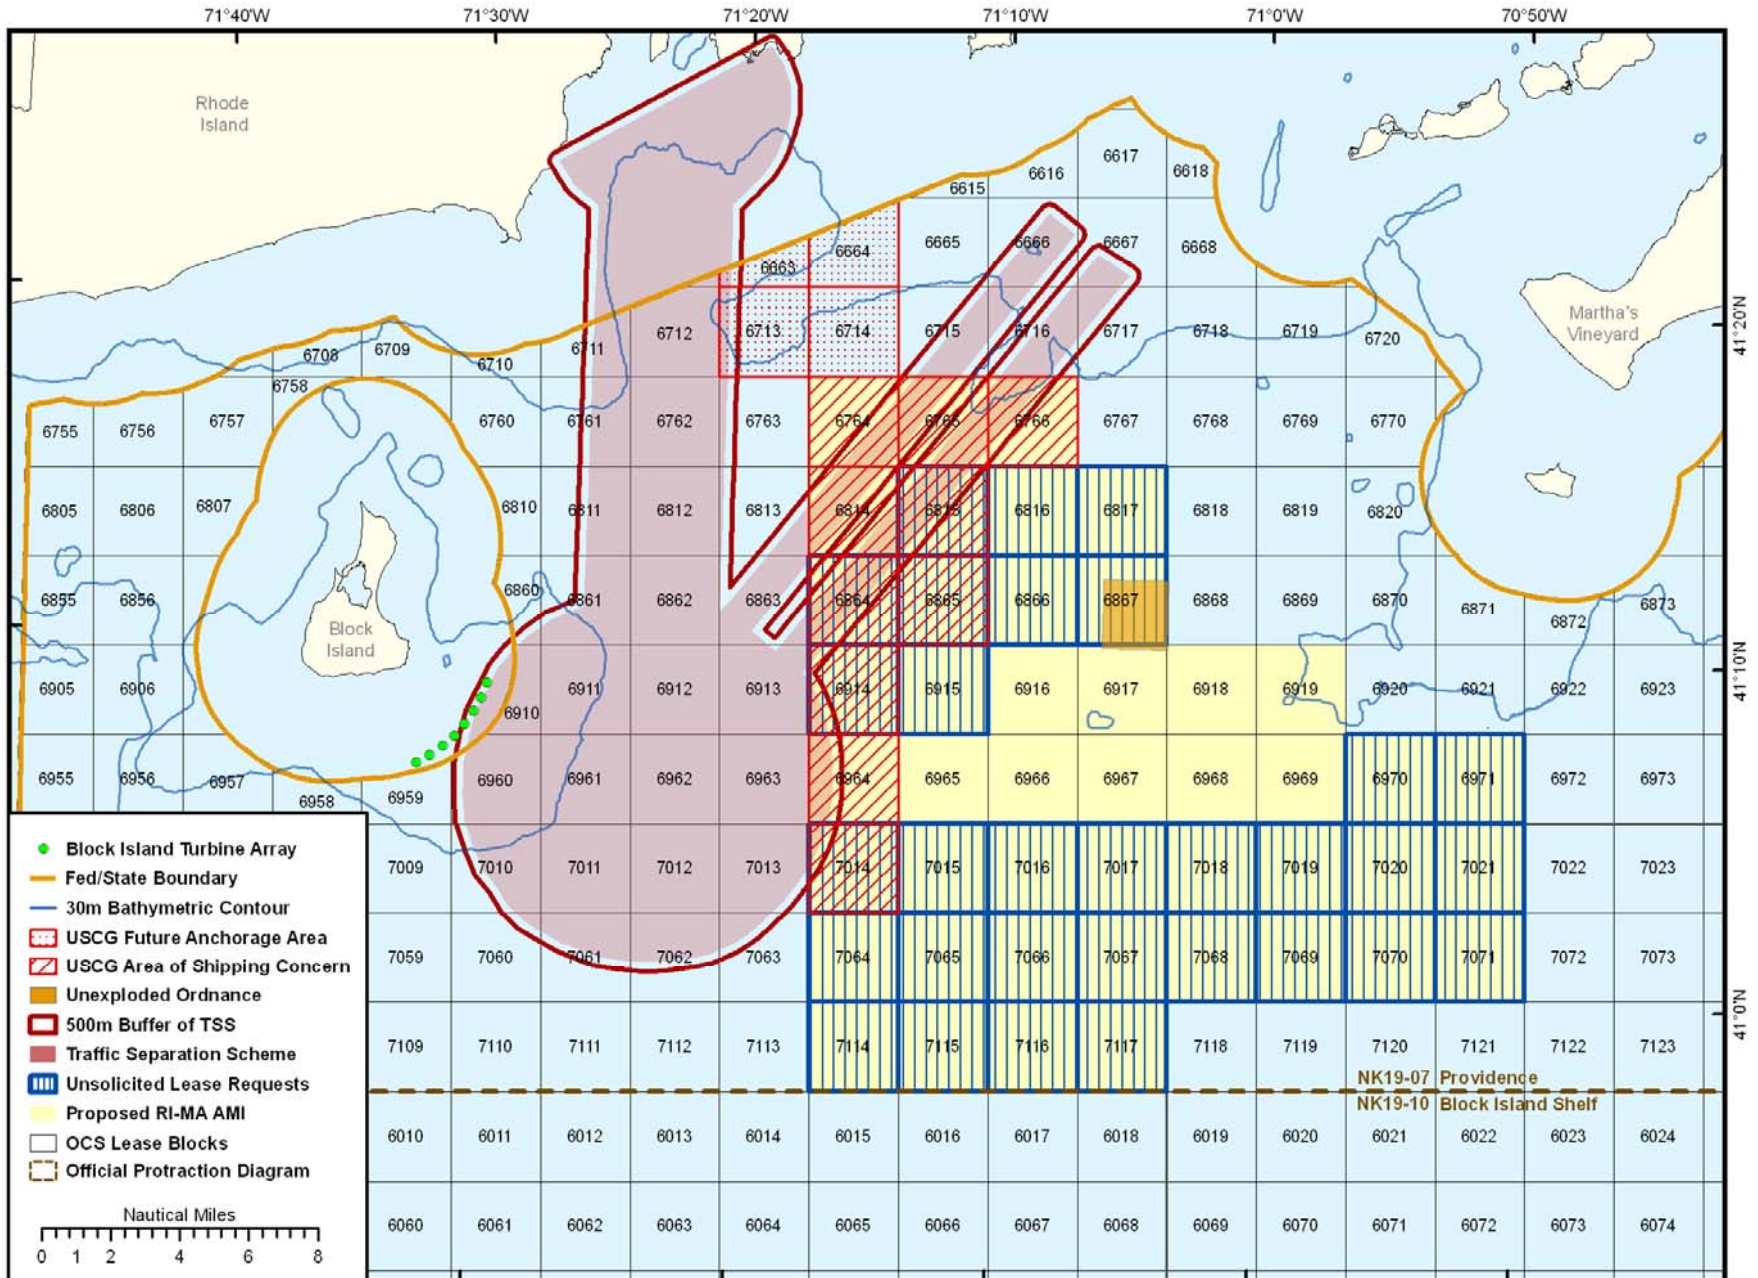 71°40'W 71°30'W 71°20'W 71°10'W 71°0'W 70°50'W
Rhode
Island
6617
6616 6618
6615
6664 6665 6666 6667 6668
6663
Martha's
Vineyard
41°20'N
6708 6709 6710 6711 6712 6713 6714 6715 6716 6717 6718 6719 6720
6758
6755 6756 6757 6760 6761 6762 6763 6764 6765 6766 6767 6768 6769 6770
6805 6806 6807 6810 6811 6812 6813 6814 6815 6816 6817 6818 6819 6820
6855 6856 6860 6861 6862 6863 6864 6865 6866 6867 6868 6869 6870 6871 6872 6873
Block
Island
41°10'N
6905 6906 6910 6911 6912 6913 6914 6915 6916 6917 6918 6919 6920 6921 6922 6923
6955 6956 6957 6958 6959 6960 6961 6962 6963 6964 6965 6966 6967 6968 6969 6970 6971 6972 6973
7009 7010 7011 7012 7013 7014 7015 7016 7017 7018 7019 7020 7021 7022 7023
7059 7060 7061 7062 7063 7064 7065 7066 7067 7068 7069 7070 7071 7072 7073
41°0'N
7109 7110 7111 7112 7113 7114 7115 7116 7117 7118 7119 7120 7121 7122 7123
NK19-07 Providence
NK19-10 Block Island Shelf
6010 6011 6012 6013 6014 6015 6016 6017 6018 6019 6020 6021 6022 6023 6024
6060 6061 6062 6063 6064 6065 6066 6067 6068 6069 6070 6071 6072 6073 6074
Block Island Turbine Array
Fed/State Boundary
30m Bathymetric Contour
USCG Future Anchorage Area
USCG Area of Shipping Concern
Unexploded Ordnance
500m Buffer of TSS
Traffic Separation Scheme
Unsolicited Lease Requests
Proposed RI-MA AMI
OCS Lease Blocks
Official Protraction Diagram
Nautical Miles
0 1 2 4 6 8